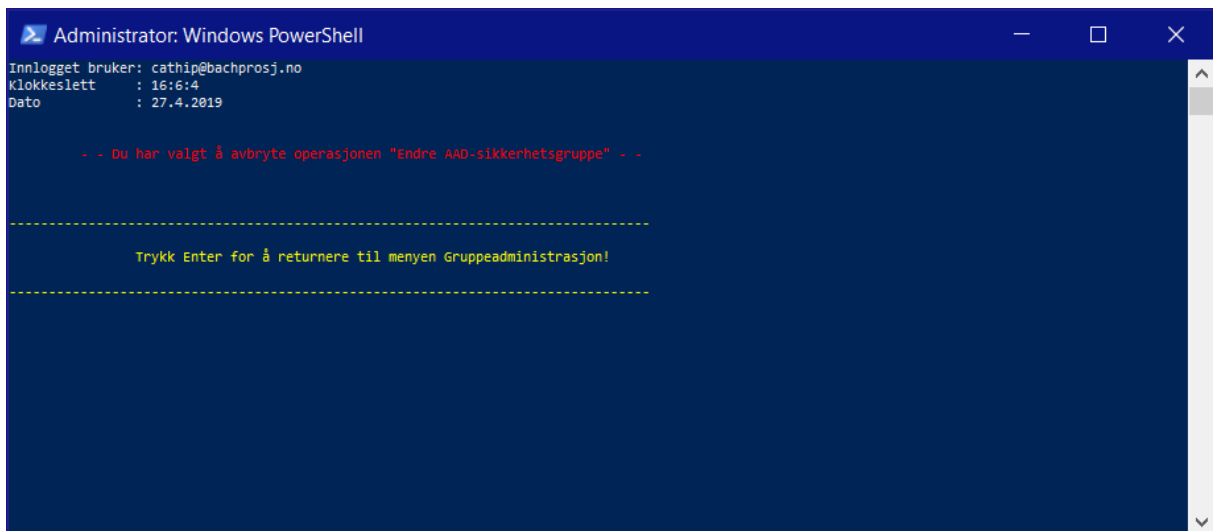 Administrator: Windows PowerShell
Innlogget bruker: cathip@bachprosj.no
Klokkeslett : 16:6:4
Dato : 27.4.2019
- - Du har valgt å avbryte operasjonen "Endre AAD-sikkerhetsgruppe" - -
--------------------------------------------------------------------------------
Trykk Enter for å returnere til menyen Gruppeadministrasjon!
--------------------------------------------------------------------------------